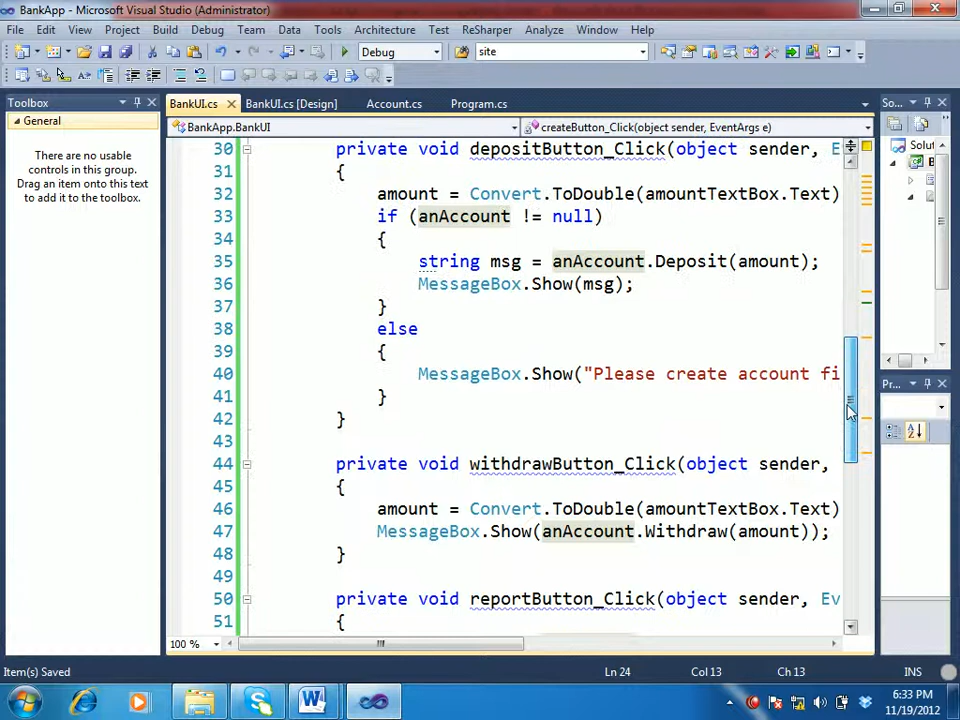 BankApp - Microsoft Visual Studio (Administrator)
File Edit View Project Build Debug Team Data Tools Architecture Test ReSharper Analyze Window Help
Debug site
Toolbox
General
There are no usable
controls in this group.
Drag an item onto this text
to add it to the toolbox.
BankUI.cs BankUI.cs [Design] Account.cs Program.cs
BankApp.BankUI createButton_Click(object sender, EventArgs e)
30 private void depositButton_Click(object sender, E
31 {
32 amount = Convert.ToDouble(amountTextBox.Text)
33 if (anAccount != null)
34 {
35 string msg = anAccount.Deposit(amount);
36 MessageBox.Show(msg);
37 }
38 else
39 {
40 MessageBox.Show("Please create account fi
41 }
42 }
43
44 private void withdrawButton_Click(object sender,
45 {
46 amount = Convert.ToDouble(amountTextBox.Text)
47 MessageBox.Show(anAccount.Withdraw(amount));
48 }
49
50 private void reportButton_Click(object sender, Ev
51 {
100 %
So...
Solut
B
Pr...
Item(s) Saved Ln 24 Col 13 Ch 13 INS
6:33 PM
11/19/2012